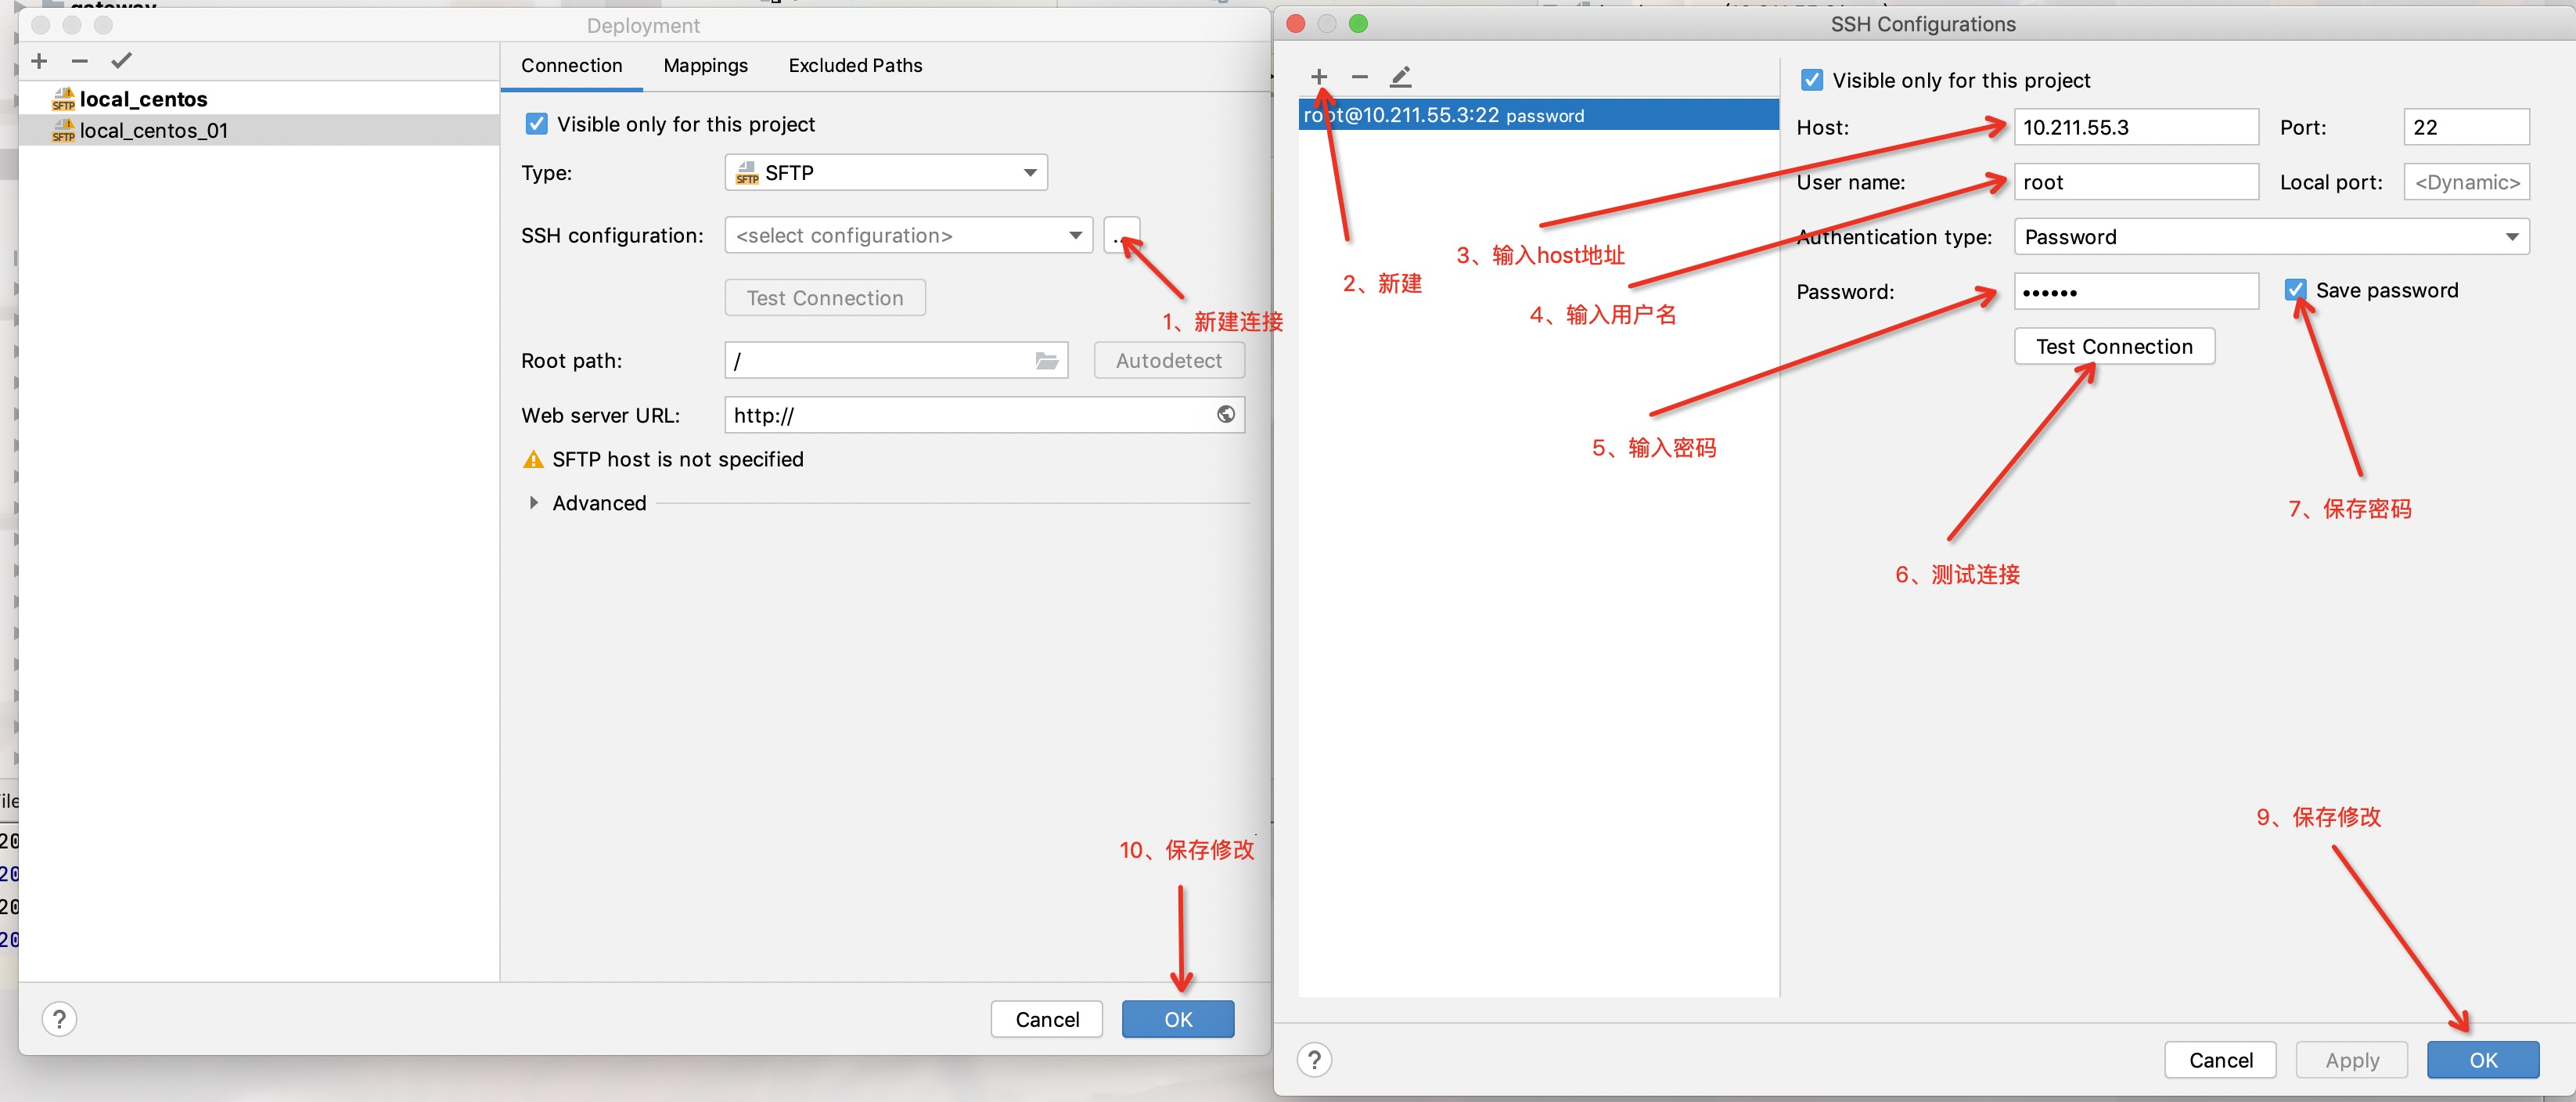 gateway
Deployment
local_centos
local_centos_01
Connection Mappings Excluded Paths
Visible only for this project
Type: SFTP
SSH configuration: <select configuration> ...
Test Connection
1、新建连接
Root path: / Autodetect
Web server URL: http://
SFTP host is not specified
Advanced
10、保存修改
? Cancel OK
SSH Configurations
root@10.211.55.3:22 password
2、新建
3、输入host地址
4、输入用户名
5、输入密码
Visible only for this project
Host: 10.211.55.3 Port: 22
User name: root Local port: <Dynamic>
Authentication type: Password
Password: •••••• Save password
Test Connection
7、保存密码
6、测试连接
9、保存修改
? Cancel Apply OK
20
20
20
20